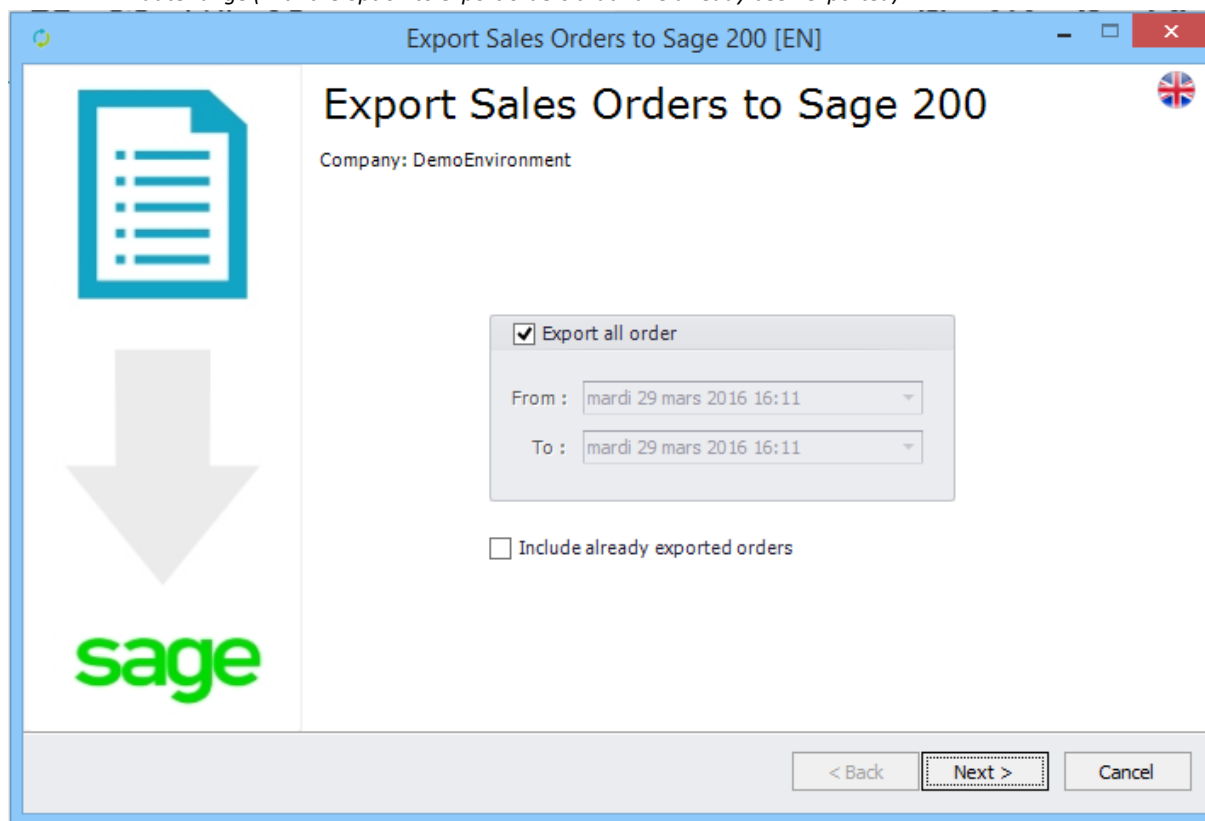 Export Sales Orders to Sage 200 [EN]
Export Sales Orders to Sage 200
Company: DemoEnvironment
Export all order
From : mardi 29 mars 2016 16:11
To : mardi 29 mars 2016 16:11
Include already exported orders
sage
< Back Next > Cancel